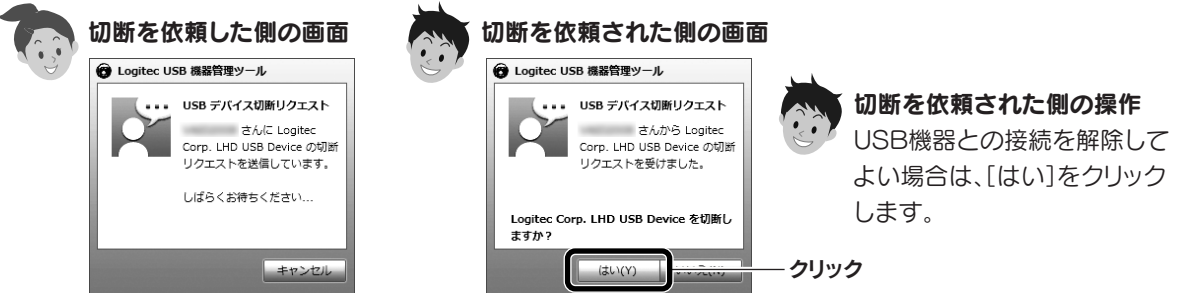 切断を依頼した側の画面
Logitec USB 機器管理ツール
USB デバイス切断リクエスト
さんに Logitec
Corp. LHD USB Device の切断
リクエストを送信しています。
しばらくお待ちください...
キャンセル
切断を依頼された側の画面
Logitec USB 機器管理ツール
USB デバイス切断リクエスト
さんから Logitec
Corp. LHD USB Device の切断
リクエストを受けました。
Logitec Corp. LHD USB Device を切断し
ますか？
はい(Y)
いいえ(N)
クリック
切断を依頼された側の操作
USB機器との接続を解除して
よい場合は、[はい]をクリック
します。